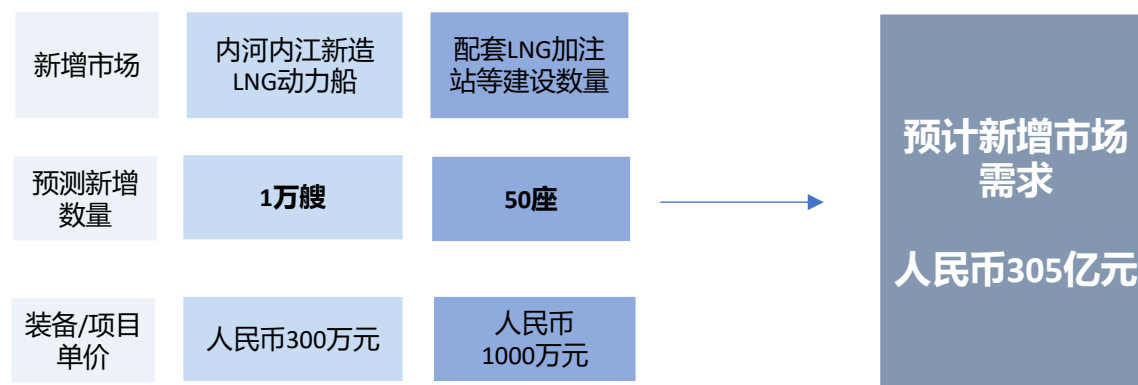 新增市场
内河内江新造
LNG动力船
配套LNG加注
站等建设数量
预测新增
数量
1万艘
50座
装备/项目
单价
人民币300万元
人民币
1000万元
预计新增市场
需求
人民币305亿元